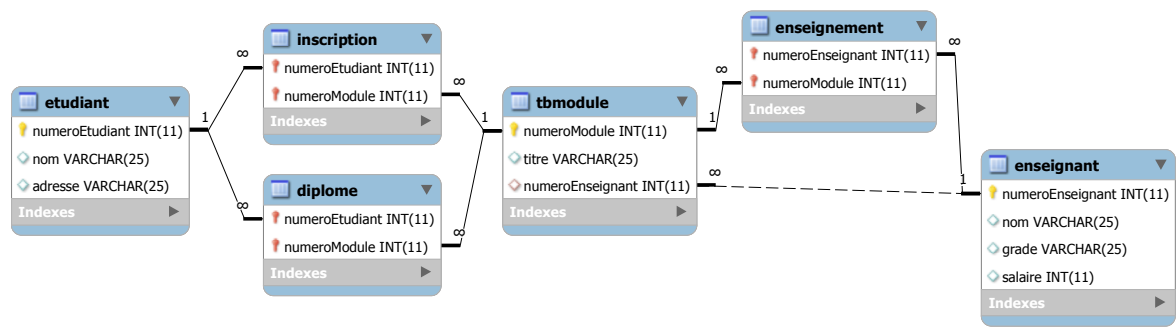 etudiant
numeroEtudiant INT(11)
nom VARCHAR(25)
adresse VARCHAR(25)
Indexes
1
∞
∞
inscription
numeroEtudiant INT(11)
numeroModule INT(11)
Indexes
∞
diplome
numeroEtudiant INT(11)
numeroModule INT(11)
Indexes
∞
1
tbmodule
numeroModule INT(11)
titre VARCHAR(25)
numeroEnseignant INT(11)
Indexes
1
∞
∞
enseignement
numeroEnseignant INT(11)
numeroModule INT(11)
Indexes
∞
1
enseignant
numeroEnseignant INT(11)
nom VARCHAR(25)
grade VARCHAR(25)
salaire INT(11)
Indexes